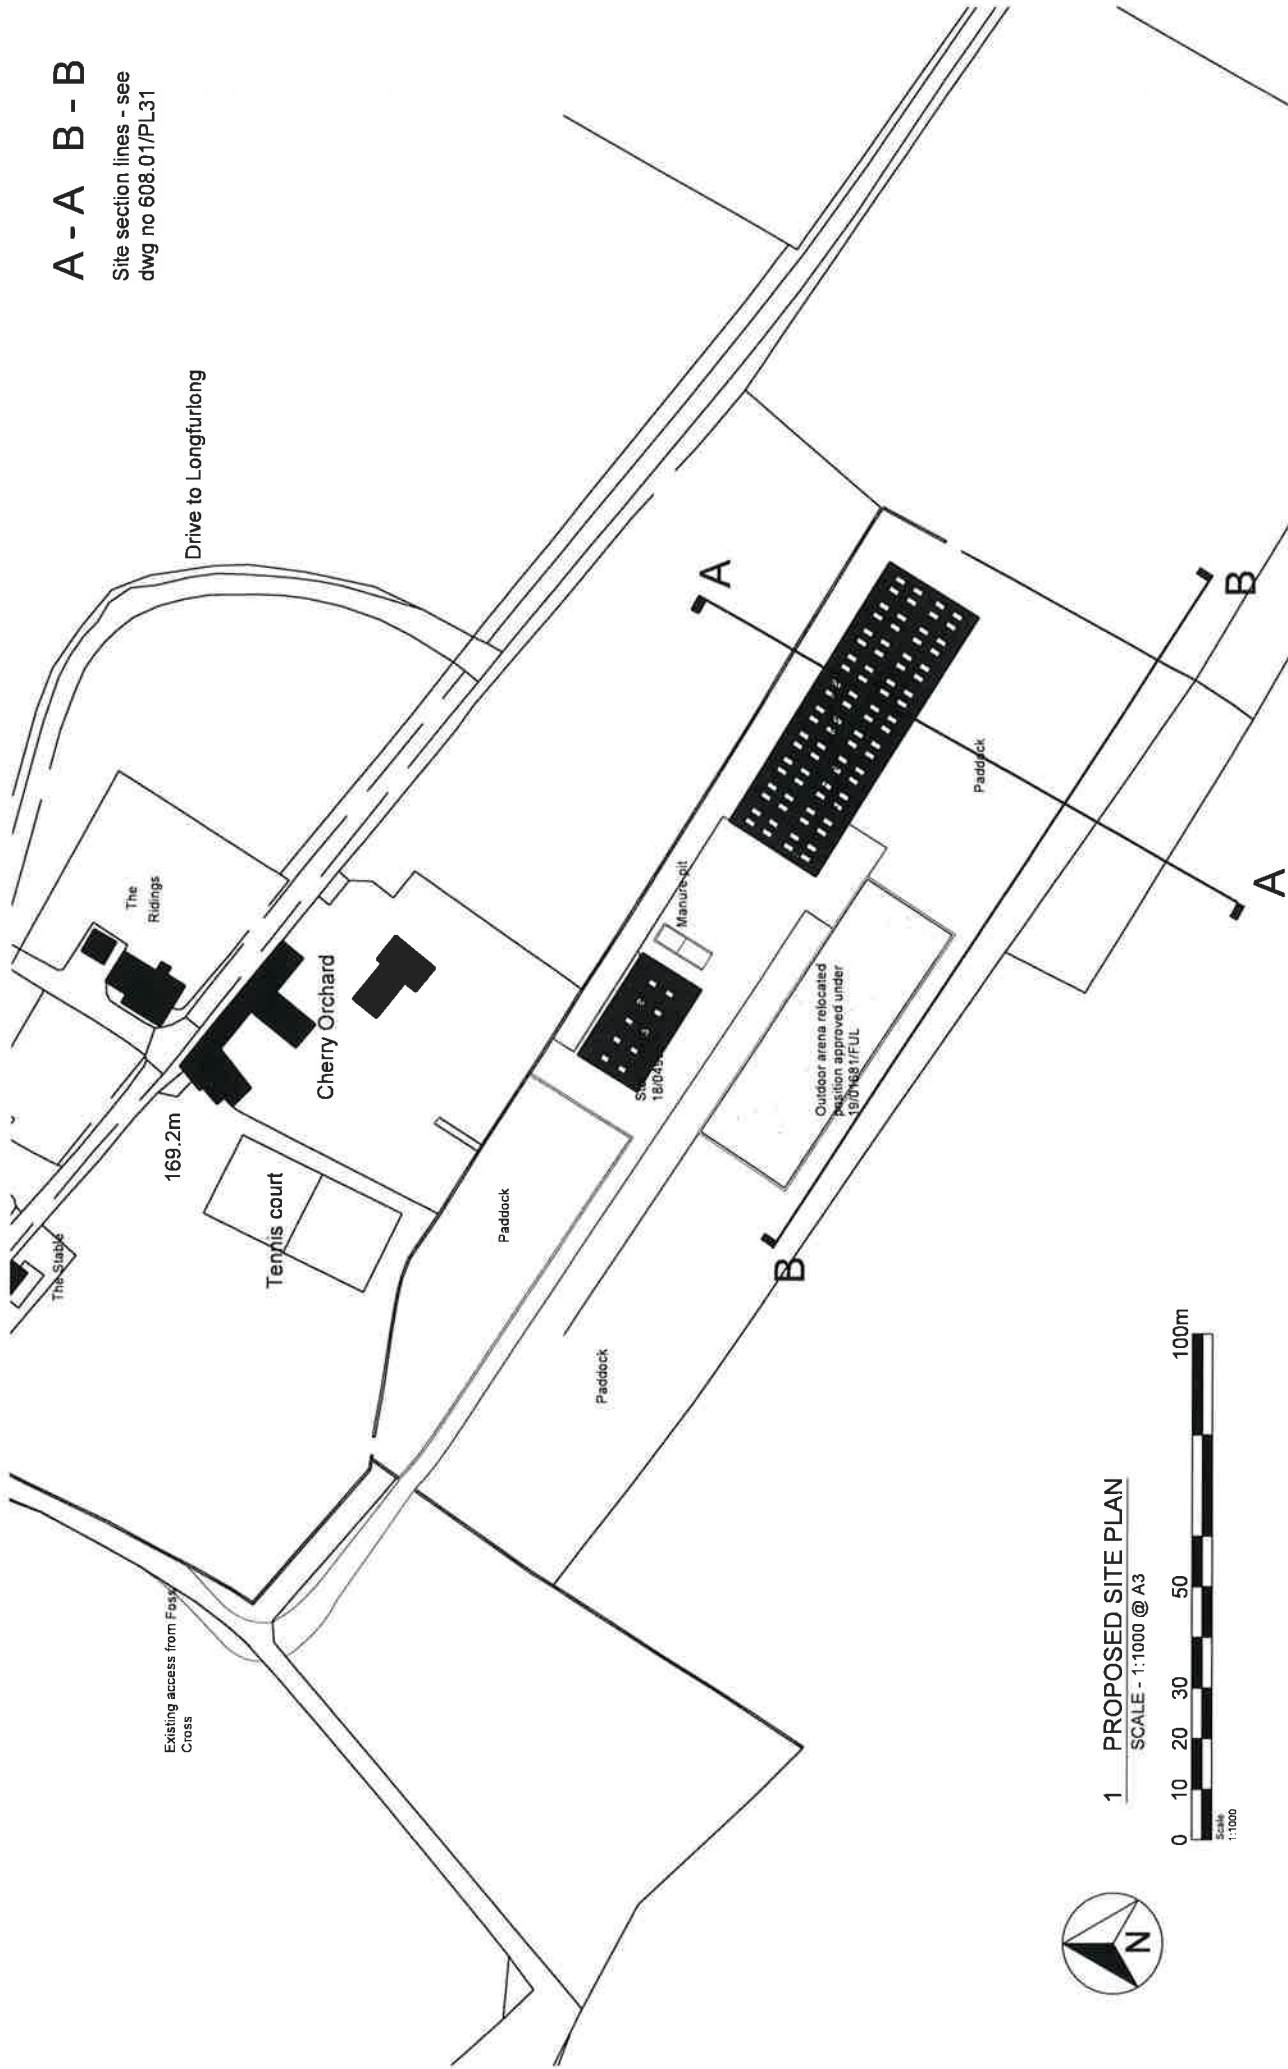 A - A B - B
Site section lines - see
dwg no 608.01/PL31
Drive to Longfurlong
The
Ridings
Cherry Orchard
169.2m
The Stable
Tennis court
Existing access from Foss
Cross
Paddock
Paddock
Manure pit
18/04
Outdoor arena relocated
position approved under
19/01681/FUL
Paddock
A
A
B
B
1 PROPOSED SITE PLAN
SCALE - 1:1000 @ A3
0 10 20 30 50 100m
Scale
1:1000
N